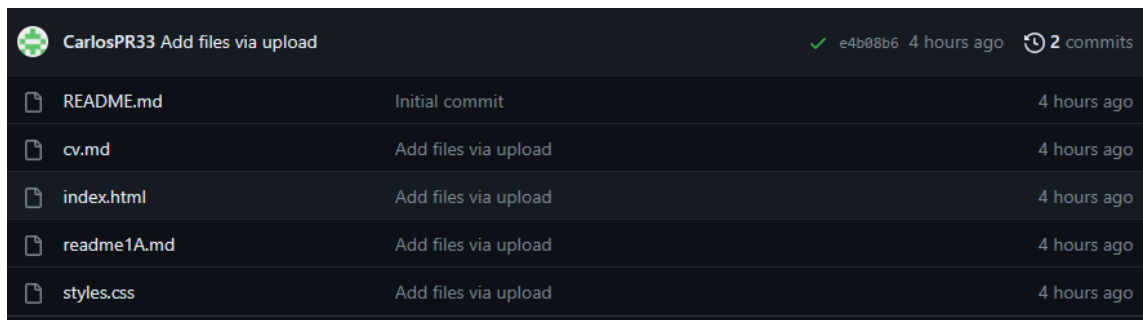 CarlosPR33 Add files via upload e4b08b6 4 hours ago 2 commits
README.md Initial commit 4 hours ago
cv.md Add files via upload 4 hours ago
index.html Add files via upload 4 hours ago
readme1A.md Add files via upload 4 hours ago
styles.css Add files via upload 4 hours ago